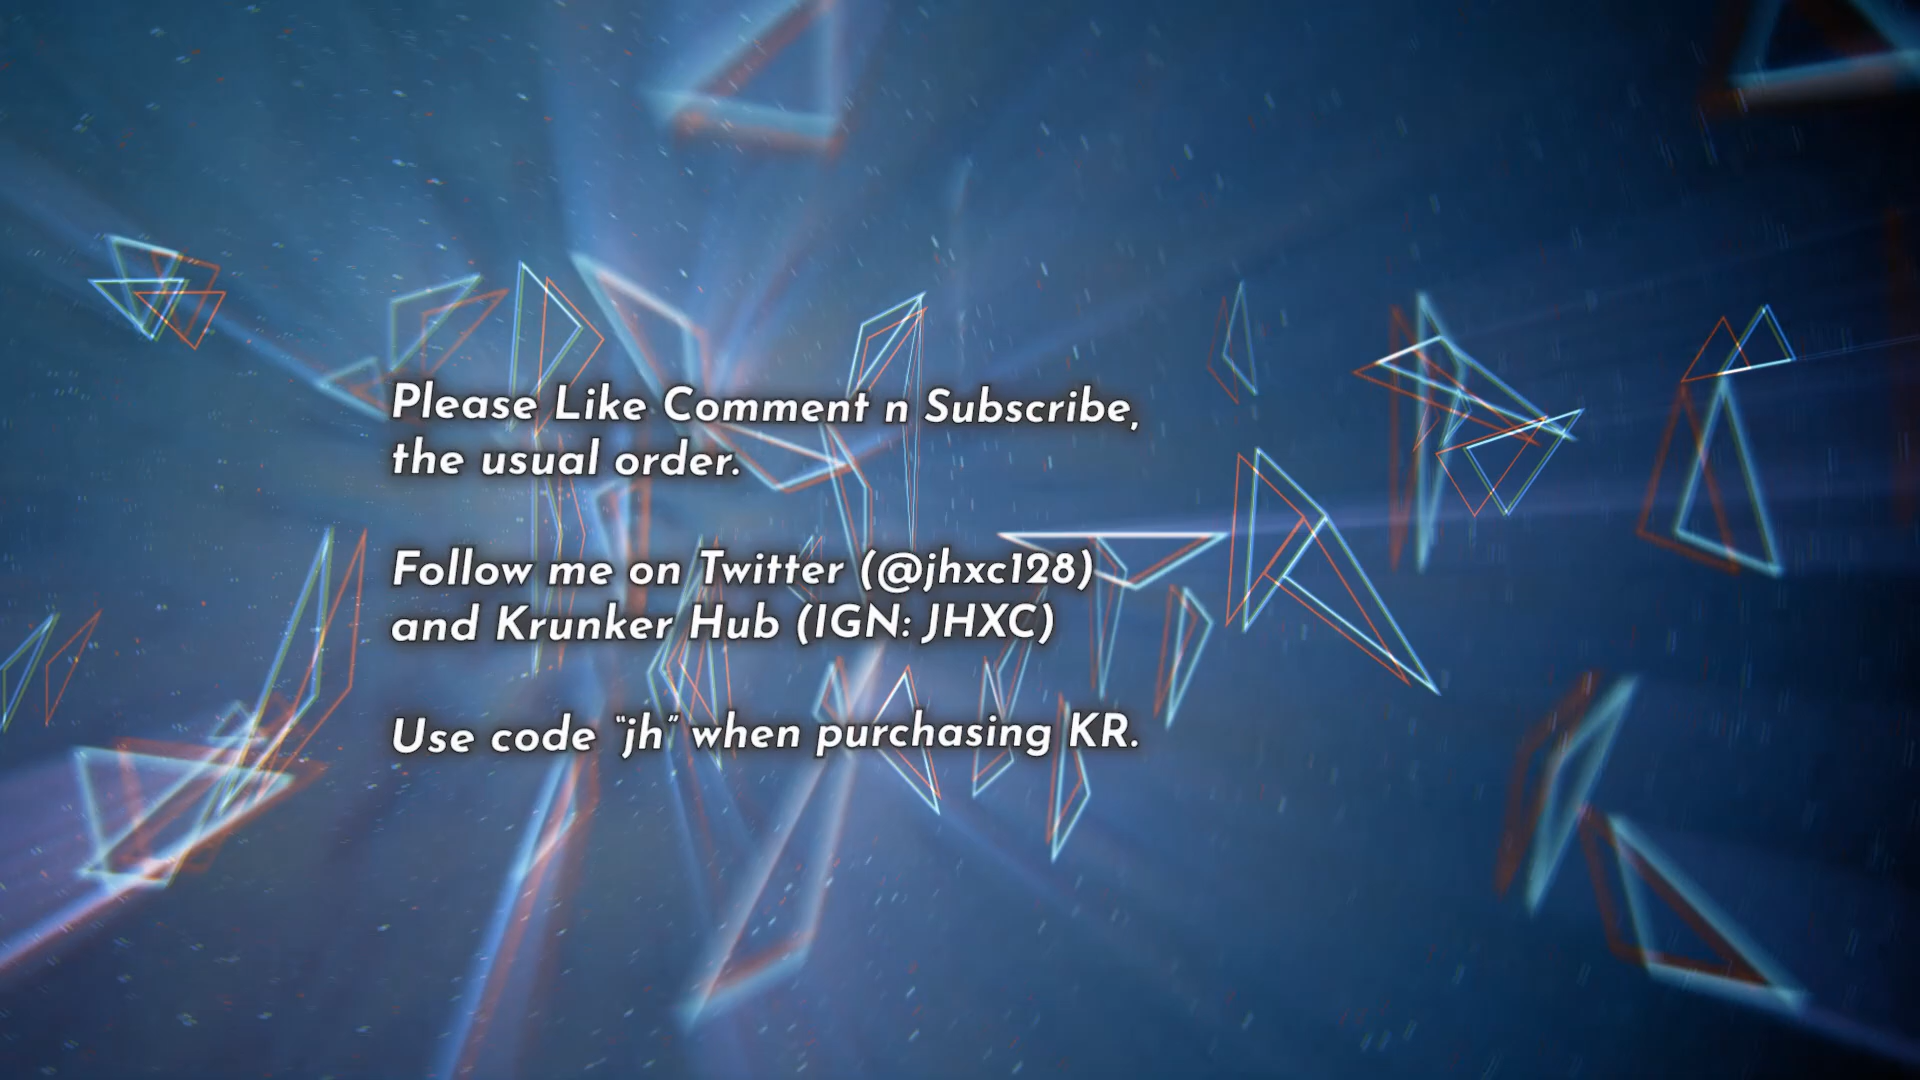 Please Like Comment n Subscribe,
the usual order.
Follow me on Twitter (@jhxc128)
and Krunker Hub (IGN: JHXC)
Use code “jh” when purchasing KR.